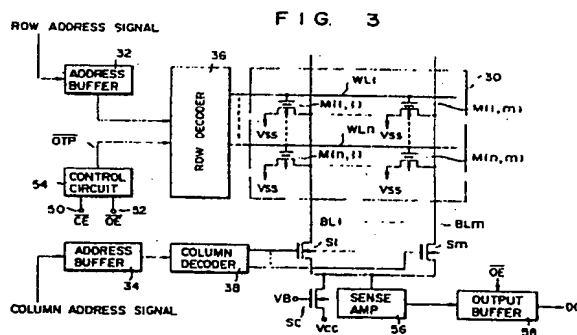 FIG. 3
ROW ADDRESS SIGNAL
32
ADDRESS BUFFER
36
ROW DECODER
30
WL1
M(1,1)
M(1,m)
VSS
VSS
WLn
M(n,1)
M(n,m)
VSS
VSS
OTP
54
CONTROL CIRCUIT
50
CE
OE
52
BL1
BLm
S1
Sm
ADDRESS BUFFER
34
COLUMN DECODER
38
COLUMN ADDRESS SIGNAL
VB
SC
VCC
SENSE AMP
56
OE
OUTPUT BUFFER
58